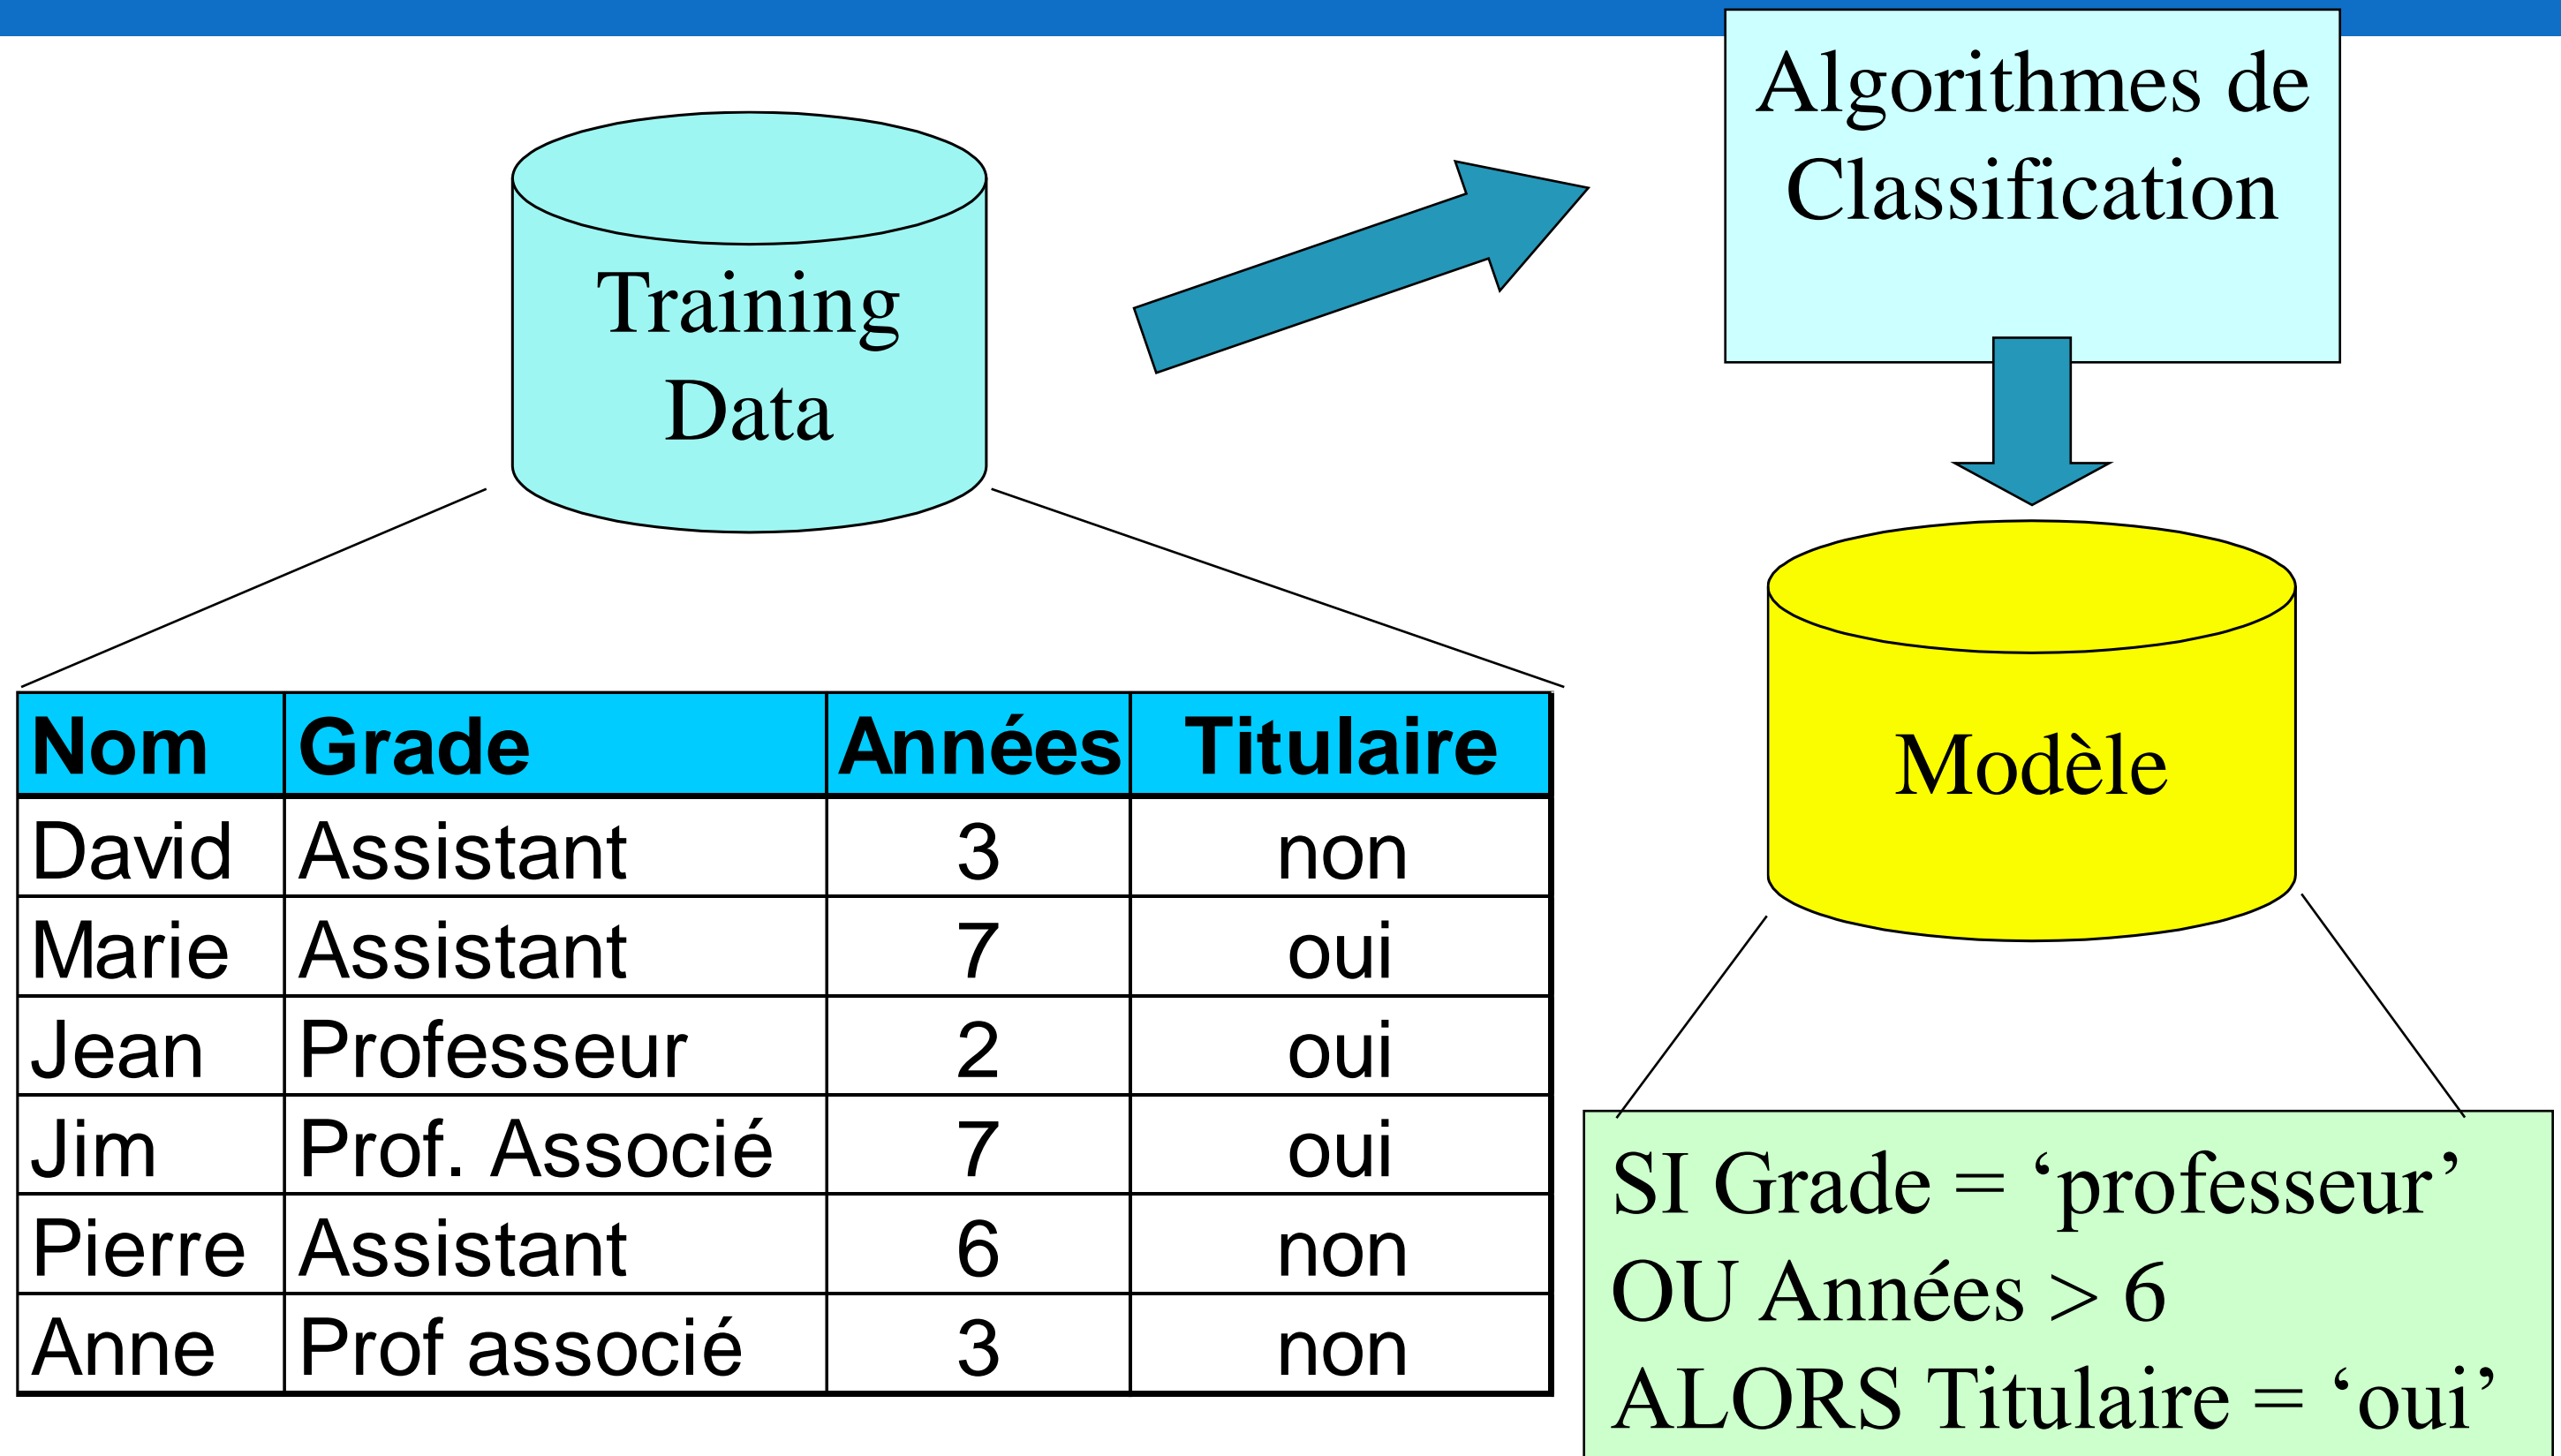 Algorithmes de
Classification
Training
Data
Nom Grade Années Titulaire
David Assistant 3 non
Marie Assistant 7 oui
Jean Professeur 2 oui
Jim Prof. Associé 7 oui
Pierre Assistant 6 non
Anne Prof associé 3 non
Modèle
SI Grade = ‘professeur’
OU Années > 6
ALORS Titulaire = ‘oui’